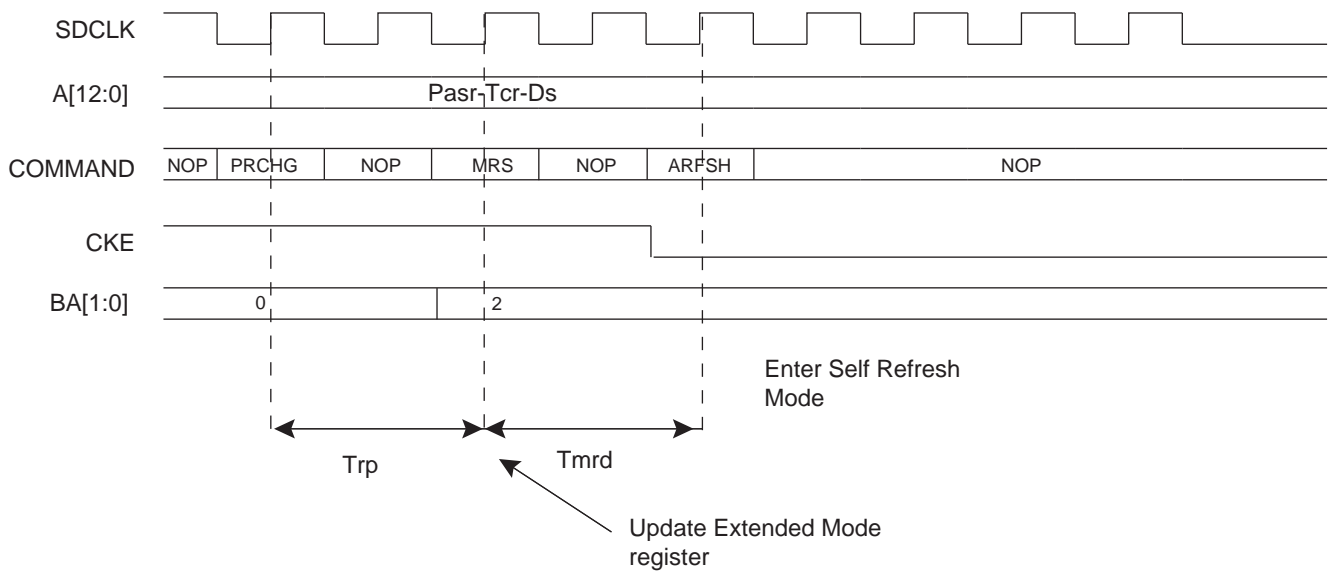 SDCLK
A[12:0]
Pasr-Tcr-Ds
COMMAND
NOP PRCHG NOP MRS NOP ARFSH NOP
CKE
BA[1:0]
0 2
Enter Self Refresh
Mode
Trp Tmrd
Update Extended Mode
register